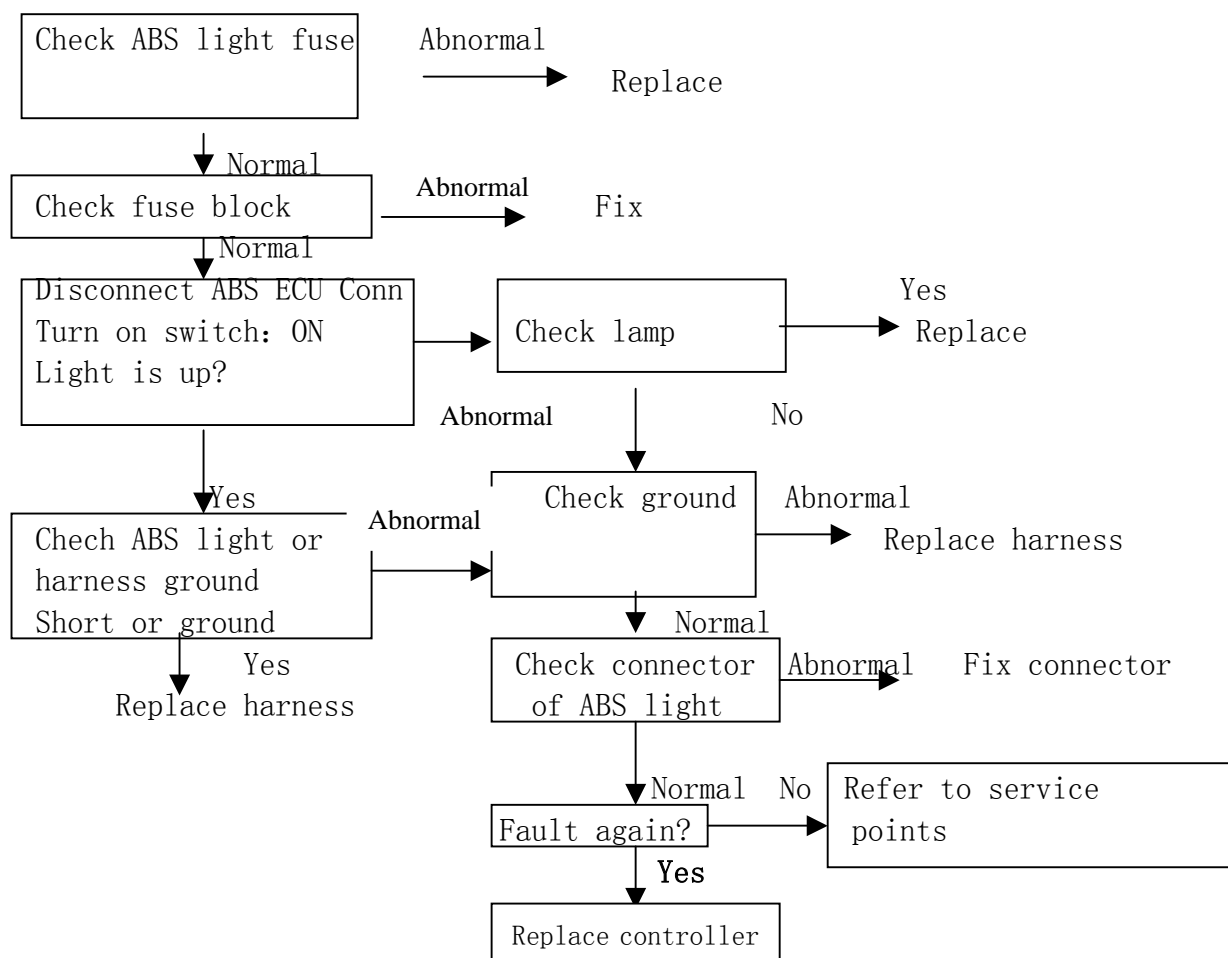 Check ABS light fuse
Abnormal
Replace
Normal
Check fuse block
Abnormal
Fix
Normal
Disconnect ABS ECU Conn
Turn on switch: ON
Light is up?
Check lamp
Yes
Replace
Abnormal
No
Yes
Chech ABS light or
harness ground
Short or ground
Abnormal
Check ground
Abnormal
Replace harness
Yes
Replace harness
Normal
Check connector
of ABS light
Abnormal
Fix connector
Normal
No
Refer to service
points
Fault again?
Yes
Replace controller